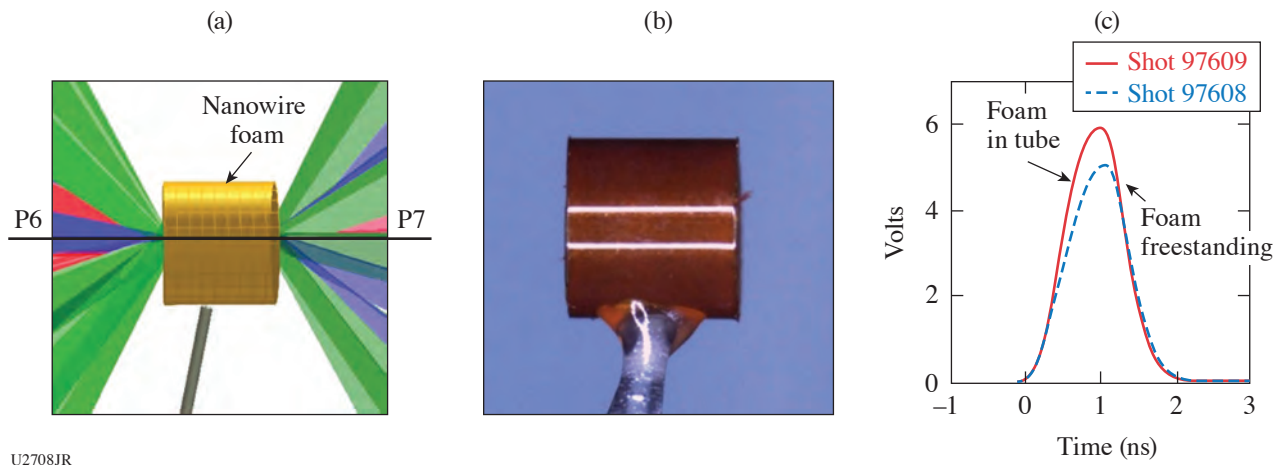 (a)
(b)
(c)
Nanowire
foam
P6
P7
Shot 97609
Shot 97608
Foam
in tube
Foam
freestanding
Volts
6
4
2
0
–1
0
1
2
3
Time (ns)
U2708JR